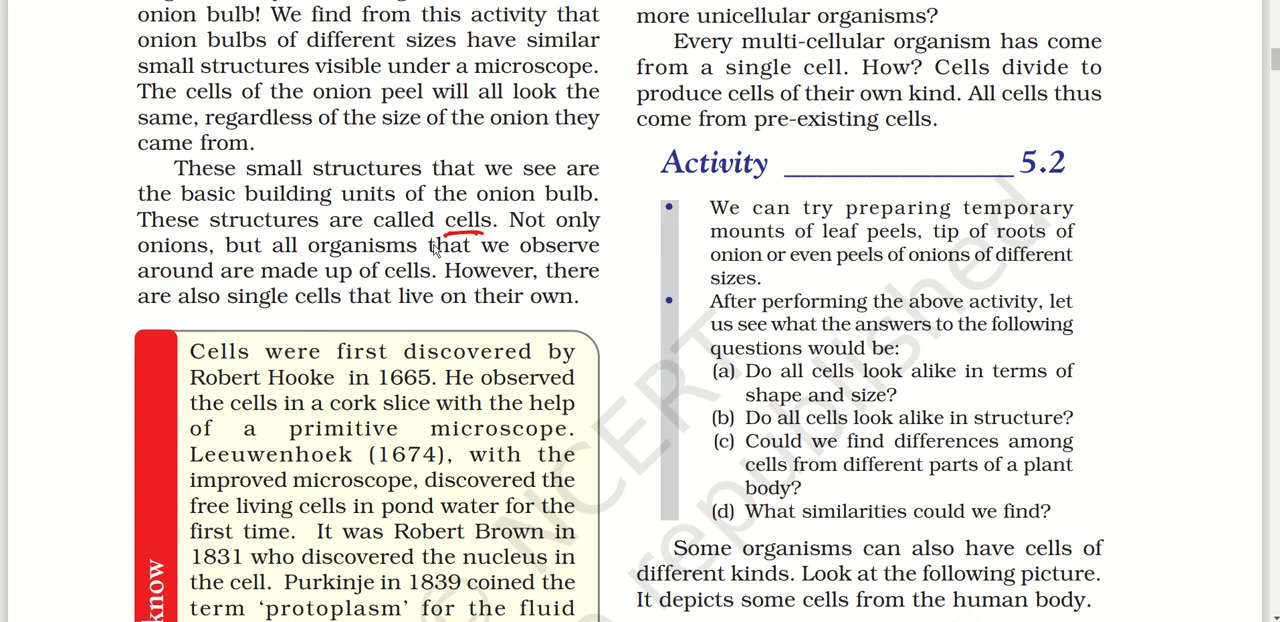 onion bulb! We find from this activity that
onion bulbs of different sizes have similar
small structures visible under a microscope.
The cells of the onion peel will all look the
same, regardless of the size of the onion they
came from.
These small structures that we see are
the basic building units of the onion bulb.
These structures are called cells. Not only
onions, but all organisms that we observe
around are made up of cells. However, there
are also single cells that live on their own.
know
Cells were first discovered by
Robert Hooke in 1665. He observed
the cells in a cork slice with the help
of a primitive microscope.
Leeuwenhoek (1674), with the
improved microscope, discovered the
free living cells in pond water for the
first time. It was Robert Brown in
1831 who discovered the nucleus in
the cell. Purkinje in 1839 coined the
term ‘protoplasm’ for the fluid
more unicellular organisms?
Every multi-cellular organism has come
from a single cell. How? Cells divide to
produce cells of their own kind. All cells thus
come from pre-existing cells.
Activity 5.2
• We can try preparing temporary
mounts of leaf peels, tip of roots of
onion or even peels of onions of different
sizes.
• After performing the above activity, let
us see what the answers to the following
questions would be:
(a) Do all cells look alike in terms of
shape and size?
(b) Do all cells look alike in structure?
(c) Could we find differences among
cells from different parts of a plant
body?
(d) What similarities could we find?
Some organisms can also have cells of
different kinds. Look at the following picture.
It depicts some cells from the human body.
© NCERT
republished